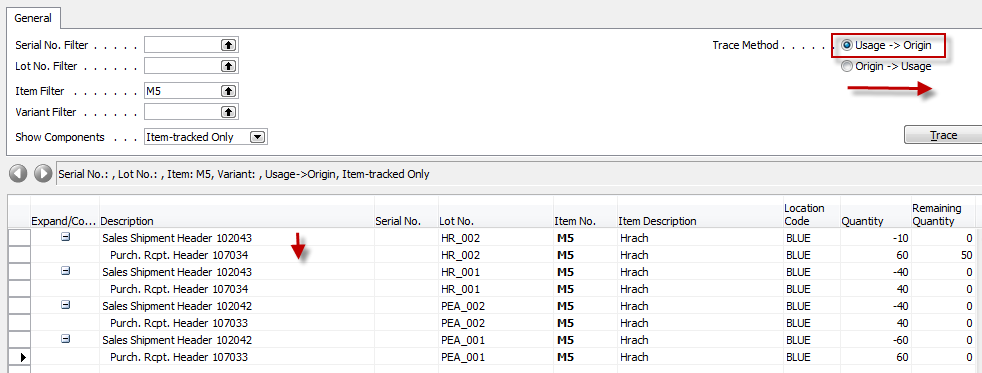 General
Serial No. Filter . . . . .
Trace Method . . . . . . Usage -> Origin
Lot No. Filter . . . . . . .
Origin -> Usage
Item Filter . . . . . . . M5
Variant Filter . . . . . .
Show Components . . . Item-tracked Only
Trace
Serial No.: , Lot No.: , Item: M5, Variant: , Usage->Origin, Item-tracked Only
Expand/Co... Description Serial No. Lot No. Item No. Item Description Location Code Quantity Remaining Quantity
Sales Shipment Header 102043 HR_002 M5 Hrach BLUE -10 0
Purch. Rcpt. Header 107034 HR_002 M5 Hrach BLUE 60 50
Sales Shipment Header 102043 HR_001 M5 Hrach BLUE -40 0
Purch. Rcpt. Header 107034 HR_001 M5 Hrach BLUE 40 0
Sales Shipment Header 102042 PEA_002 M5 Hrach BLUE -40 0
Purch. Rcpt. Header 107033 PEA_002 M5 Hrach BLUE 40 0
Sales Shipment Header 102042 PEA_001 M5 Hrach BLUE -60 0
Purch. Rcpt. Header 107033 PEA_001 M5 Hrach BLUE 60 0